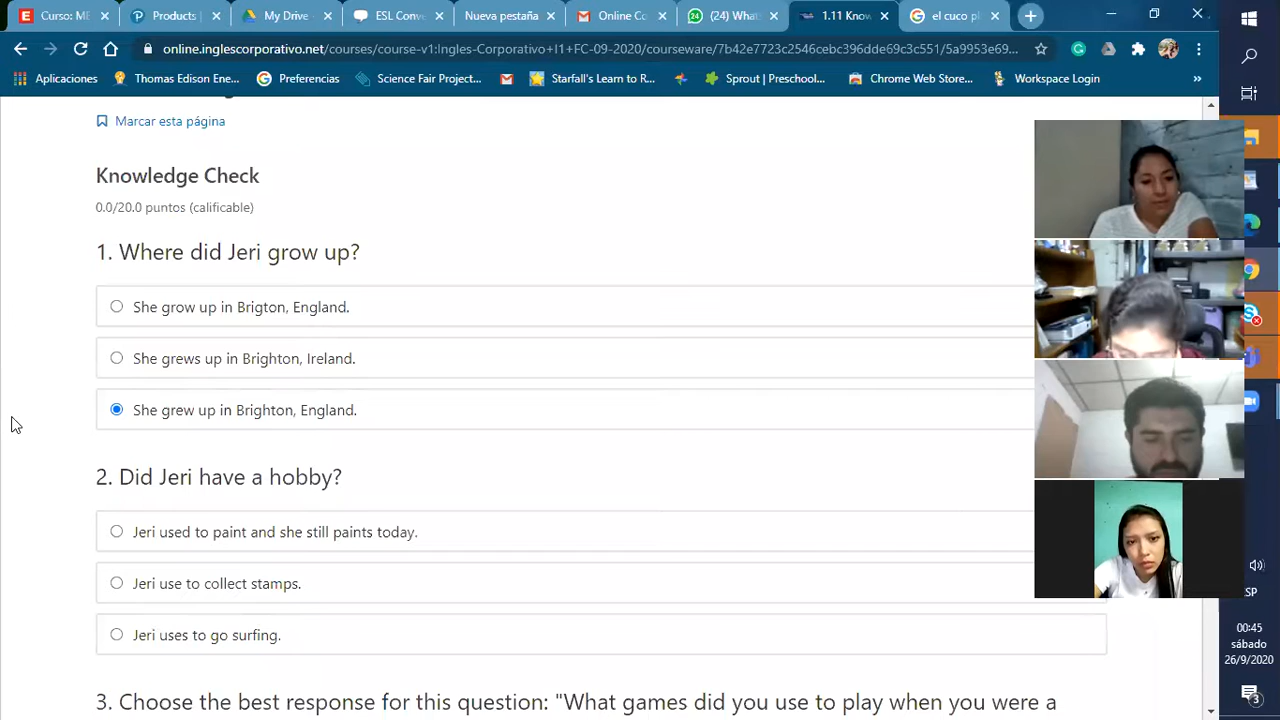 Curso: ME
Products
My Drive -
ESL Conve
Nueva pestaña
Online Co
(24) What
1.11 Know
el cuco pl
online.inglescorporativo.net/courses/course-v1:Ingles-Corporativo+I1+FC-09-2020/courseware/7b42e7723c2546cebc396dde69c3c551/5a9953e69...
Aplicaciones
Thomas Edison Ene...
Preferencias
Science Fair Project...
Starfall's Learn to R...
Sprout | Preschool...
Chrome Web Store...
Workspace Login
»
Marcar esta página
Knowledge Check
0.0/20.0 puntos (calificable)
1. Where did Jeri grow up?
She grow up in Brigton, England.
She grews up in Brighton, Ireland.
She grew up in Brighton, England.
2. Did Jeri have a hobby?
Jeri used to paint and she still paints today.
Jeri use to collect stamps.
Jeri uses to go surfing.
3. Choose the best response for this question: "What games did you use to play when you were a
SP
00:45
sábado
26/9/2020
3